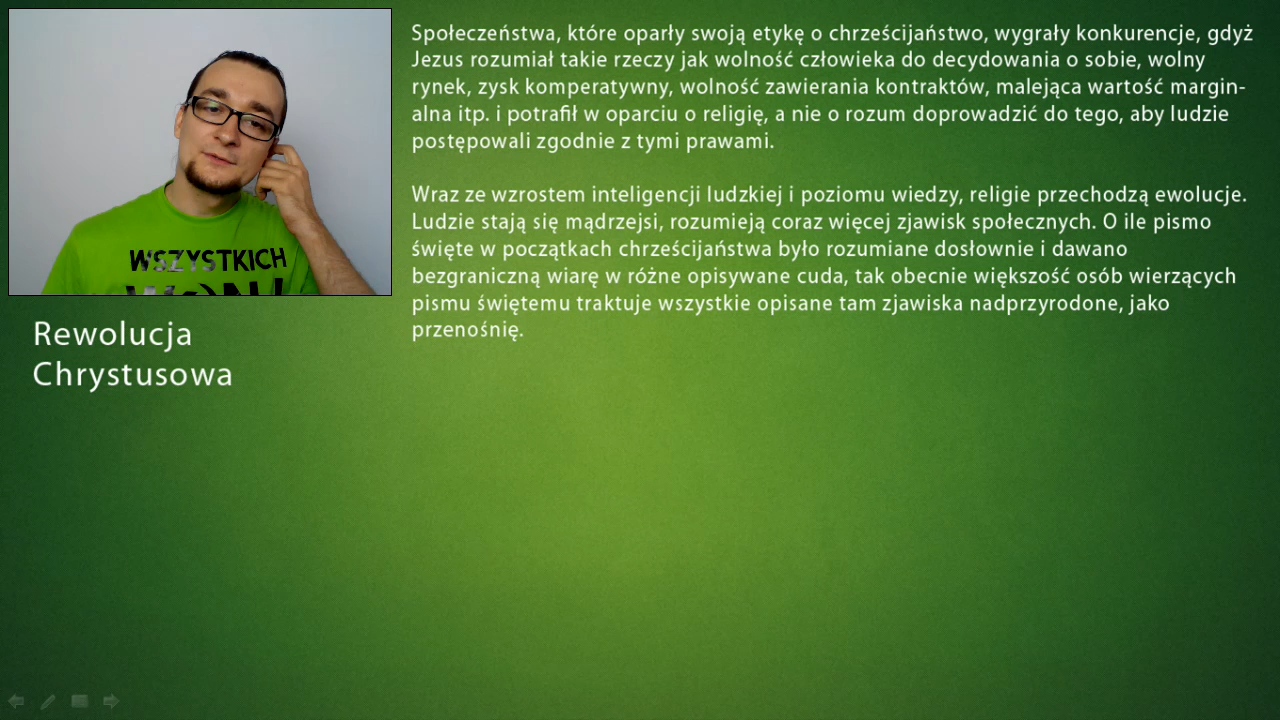 WSZYSTKICH
Rewolucja
Chrystusowa
Społeczeństwa, które oparły swoją etykę o chrześcijaństwo, wygrały konkurencje, gdyż
Jezus rozumiał takie rzeczy jak wolność człowieka do decydowania o sobie, wolny
rynek, zysk komperatywny, wolność zawierania kontraktów, malejąca wartość margin-
alna itp. i potrafił w oparciu o religię, a nie o rozum doprowadzić do tego, aby ludzie
postępowali zgodnie z tymi prawami.
Wraz ze wzrostem inteligencji ludzkiej i poziomu wiedzy, religie przechodzą ewolucje.
Ludzie stają się mądrzejsi, rozumieją coraz więcej zjawisk społecznych. O ile pismo
święte w początkach chrześcijaństwa było rozumiane dosłownie i dawano
bezgraniczną wiarę w różne opisywane cuda, tak obecnie większość osób wierzących
pismu świętemu traktuje wszystkie opisane tam zjawiska nadprzyrodzone, jako
przenośnię.